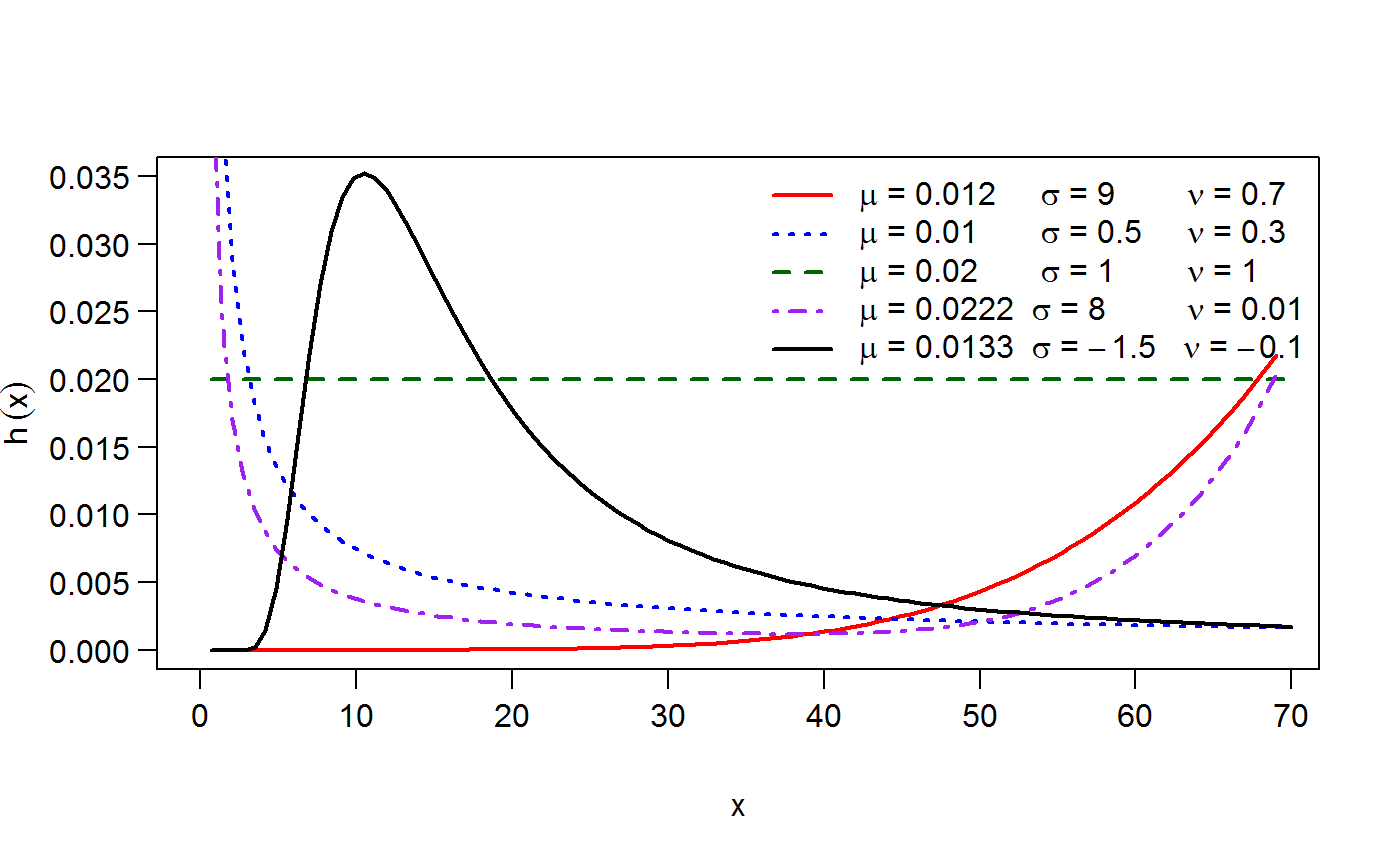 0.035
0.030
0.025
0.020
0.015
0.010
0.005
0.000
h(x)
μ = 0.012 σ = 9 ν = 0.7
μ = 0.01 σ = 0.5 ν = 0.3
μ = 0.02 σ = 1 ν = 1
μ = 0.0222 σ = 8 ν = 0.01
μ = 0.0133 σ = −1.5 ν = −0.1
0 10 20 30 40 50 60 70
x